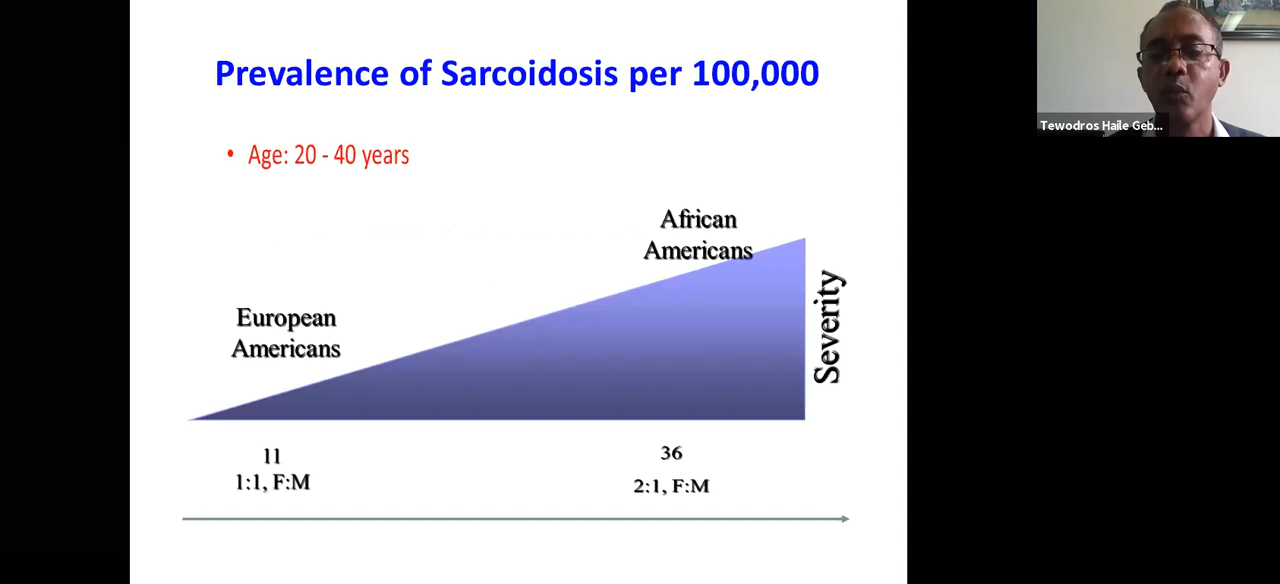 Prevalence of Sarcoidosis per 100,000
• Age: 20 - 40 years
African
Americans
European
Americans
Severity
11
1:1, F:M
36
2:1, F:M
Tewodros Haile Geb...